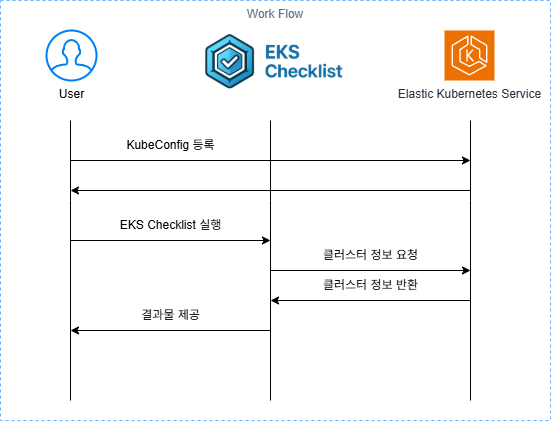 Work Flow
EKS
Checklist
User
Elastic Kubernetes Service
KubeConfig 등록
EKS Checklist 실행
클러스터 정보 요청
클러스터 정보 반환
결과물 제공